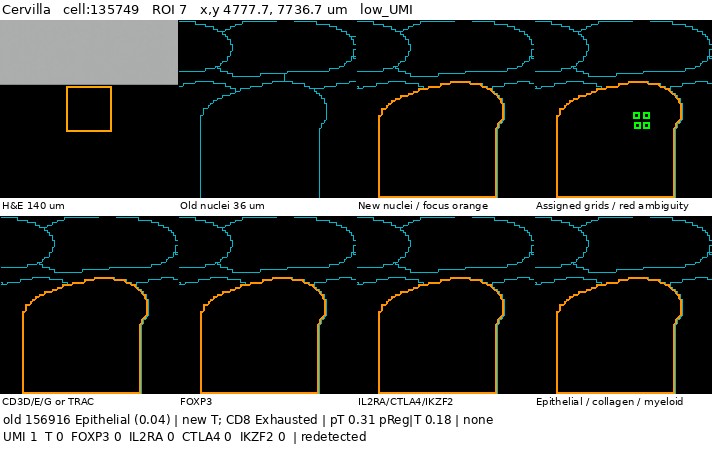 Cervilla cell:135749 ROI 7 x,y 4777.7, 7736.7 um low_UMI
H&E 140 um
Old nuclei 36 um
New nuclei / focus orange
Assigned grids / red ambiguity
CD3D/E/G or TRAC
FOXP3
IL2RA/CTLA4/IKZF2
Epithelial / collagen / myeloid
old 156916 Epithelial (0.04) | new T; CD8 Exhausted | pT 0.31 pReg|T 0.18 | none
UMI 1 T 0 FOXP3 0 IL2RA 0 CTLA4 0 IKZF2 0 | redetected